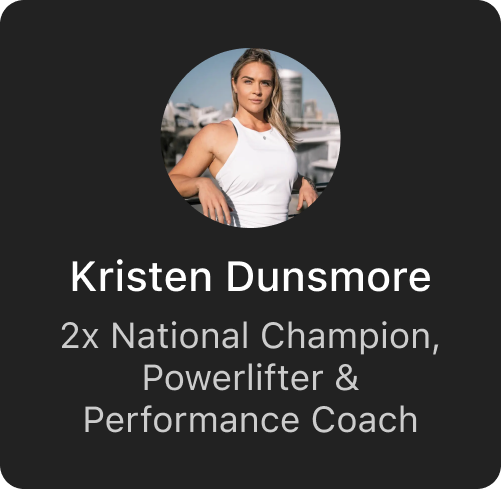 Kristen Dunsmore
2x National Champion,
Powerlifter &
Performance Coach